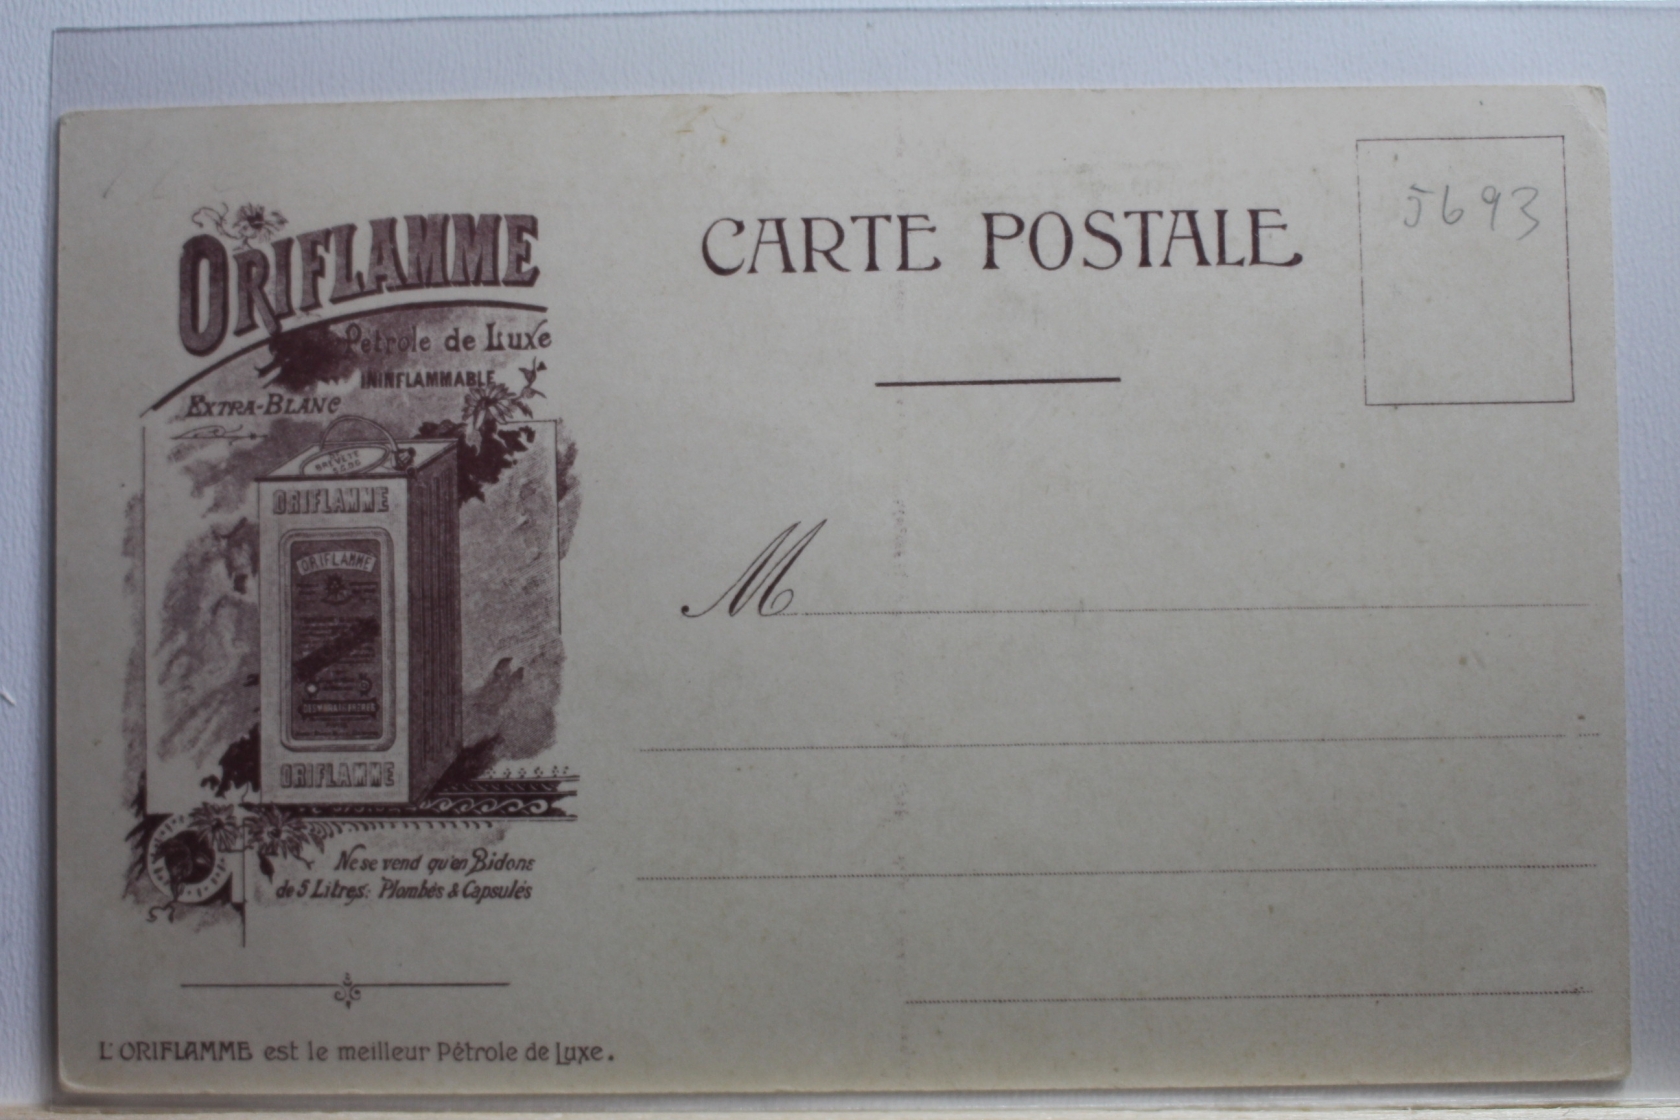 ORIFLAMME
Pétrole de Luxe
ININFLAMMABLE
EXTRA-BLANC
BREVETÉ
S.G.D.G
ORIFLAMME
ORIFLAMME
ORIFLAMME
Ne se vend qu'en Bidons
de 5 Litres: Plombés & Capsulés
L'ORIFLAMME est le meilleur Pétrole de Luxe.
CARTE POSTALE
5693
M